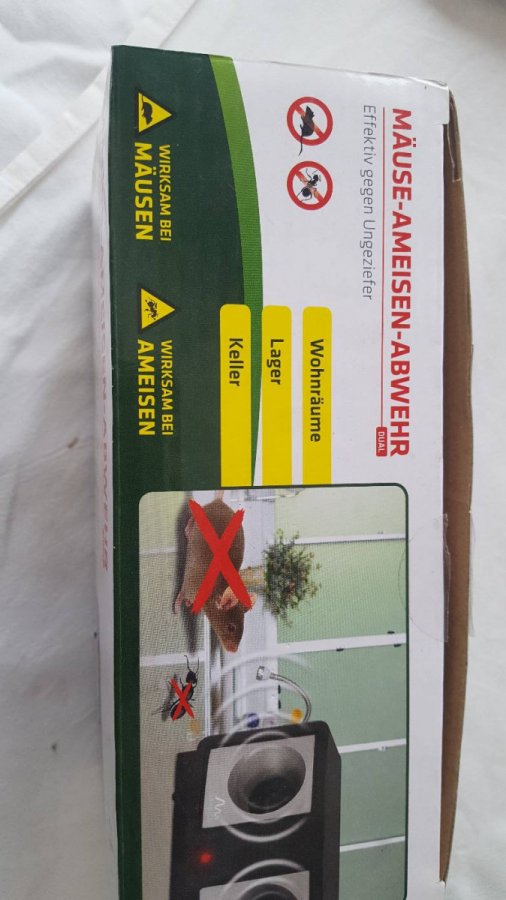 MÄUSE-AMEISEN-ABWEHR
DUAL
Effektiv gegen Ungeziefer
Wohnräume
Lager
Keller
WIRKSAM BEI
MÄUSEN
WIRKSAM BEI
AMEISEN